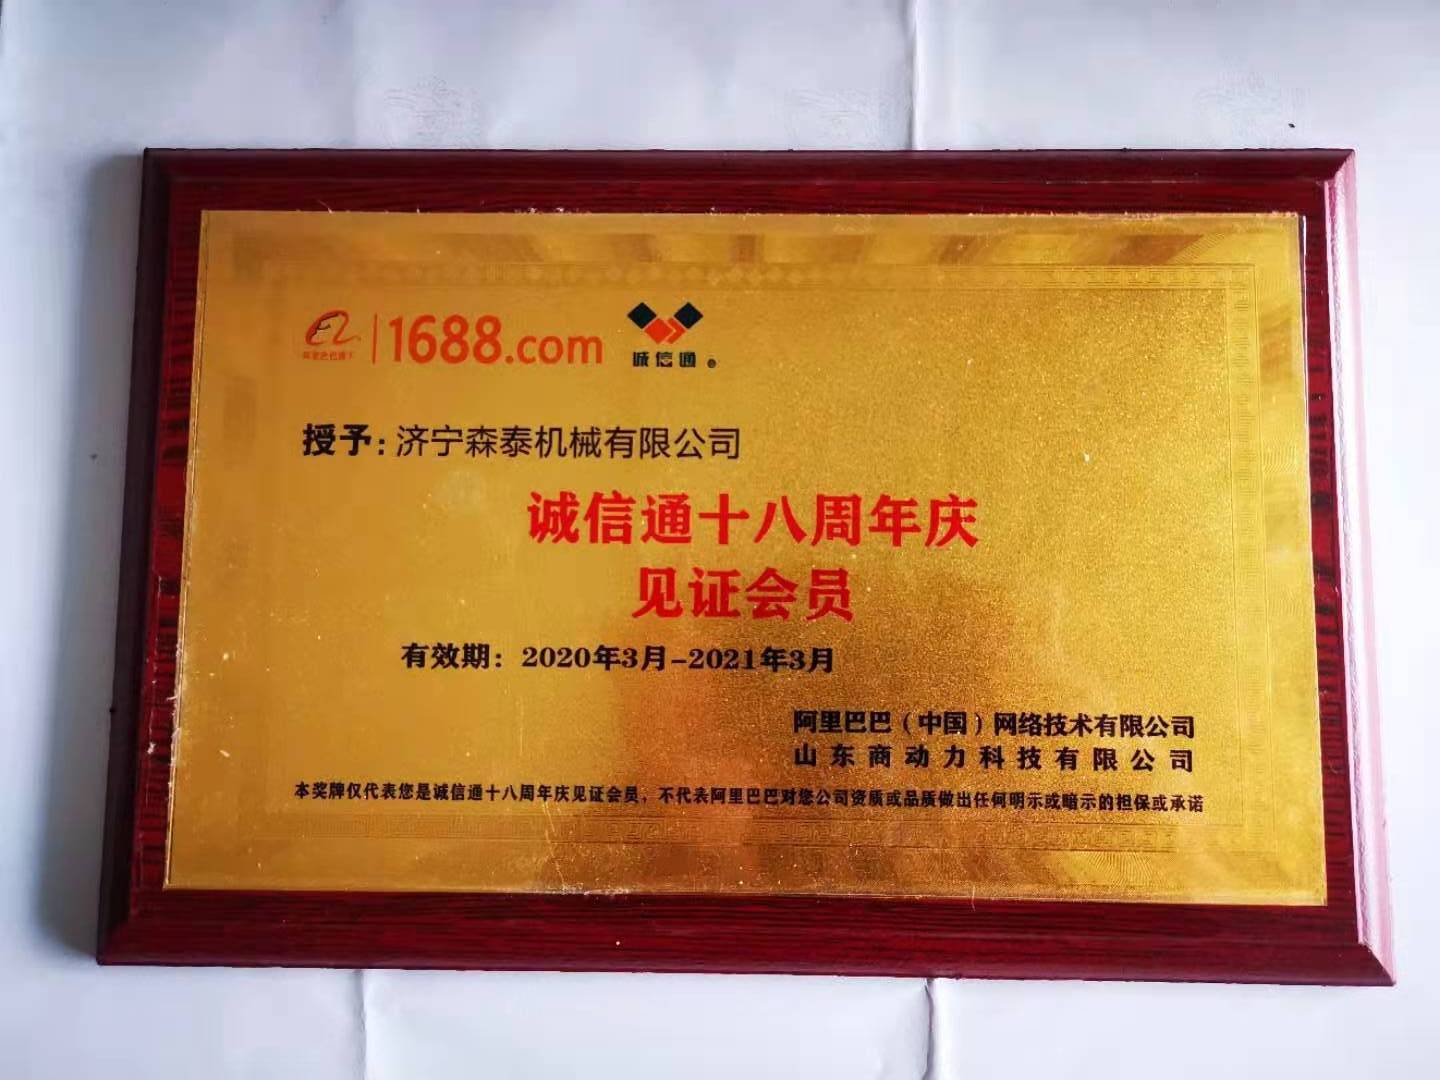 阿里巴巴旗下
1688.com
诚信通
授予:济宁森泰机械有限公司
诚信通十八周年庆
见证会员
有效期:2020年3月-2021年3月
阿里巴巴(中国)网络技术有限公司
山东商动力科技有限公司
本奖牌仅代表您是诚信通十八周年庆见证会员,不代表阿里巴巴对您公司资质或品质做出任何明示或暗示的担保或承诺